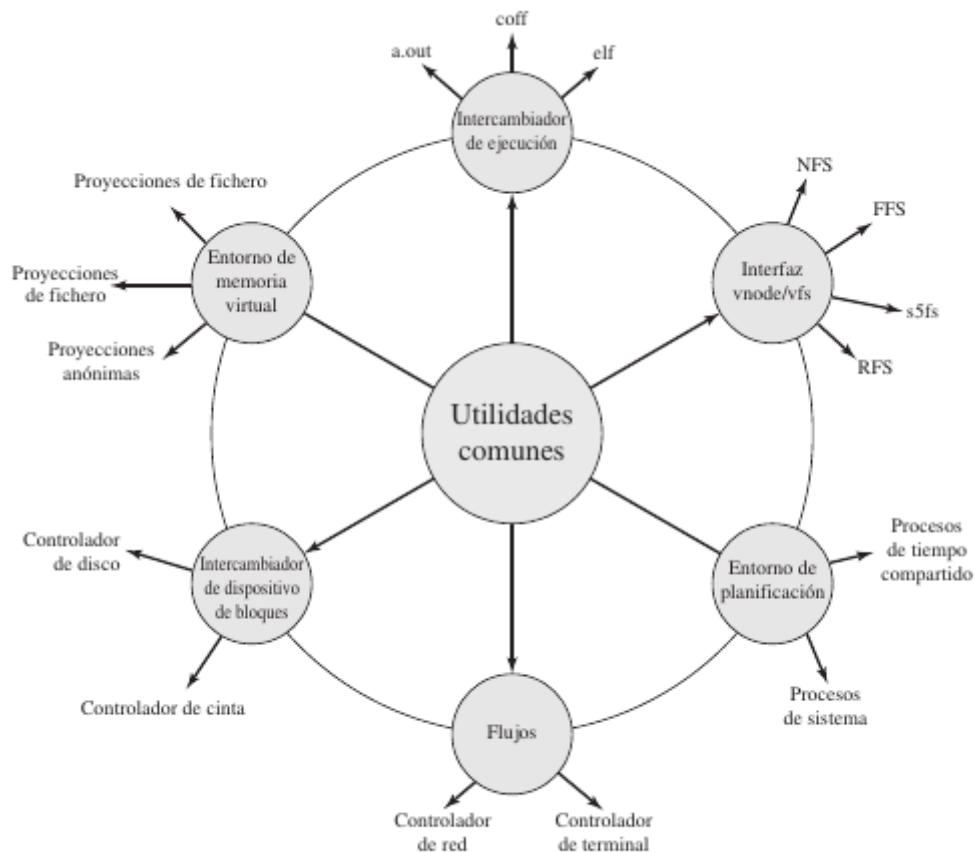 coff
a.out
elf
Intercambiador
de ejecución
NFS
Proyecciones de fichero
FFS
Entorno de
memoria
virtual
Interfaz
vnode/vfs
Proyecciones
de fichero
s5fs
Proyecciones
anónimas
RFS
Utilidades
comunes
Controlador
de disco
Intercambiador
de dispositivo
de bloques
Entorno de
planificación
Procesos
de tiempo
compartido
Controlador de cinta
Procesos
de sistema
Flujos
Controlador
de red
Controlador
de terminal